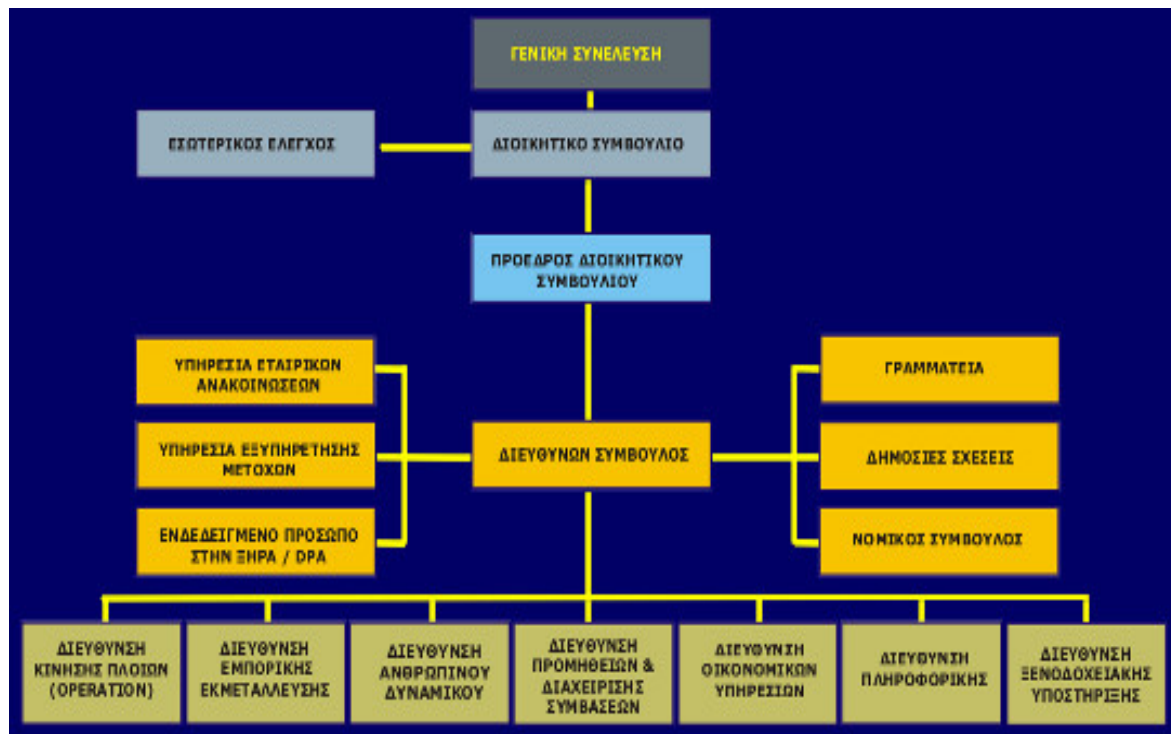 ΓΕΝΙΚΗ ΣΥΝΕΛΕΥΣΗ
ΕΣΩΤΕΡΙΚΟΣ ΕΛΕΓΧΟΣ
ΔΙΟΙΚΗΤΙΚΟ ΣΥΜΒΟΥΛΙΟ
ΠΡΟΕΔΡΟΣ ΔΙΟΙΚΗΤΙΚΟΥ
ΣΥΜΒΟΥΛΙΟΥ
ΥΠΗΡΕΣΙΑ ΕΤΑΙΡΙΚΩΝ
ΑΝΑΚΟΙΝΩΣΕΩΝ
ΓΡΑΜΜΑΤΕΙΑ
ΥΠΗΡΕΣΙΑ ΕΞΥΠΗΡΕΤΗΣΗΣ
ΜΕΤΟΧΩΝ
ΔΙΕΥΘΥΝΩΝ ΣΥΜΒΟΥΛΟΣ
ΔΗΜΟΣΙΕΣ ΣΧΕΣΕΙΣ
ΕΝΔΕΔΕΙΓΜΕΝΟ ΠΡΟΣΩΠΟ
ΣΤΗΝ ΞΗΡΑ / DPA
ΝΟΜΙΚΟΣ ΣΥΜΒΟΥΛΟΣ
ΔΙΕΥΘΥΝΣΗ
ΚΙΝΗΣΗΣ ΠΛΟΙΩΝ
(OPERATION)
ΔΙΕΥΘΥΝΣΗ
ΕΜΠΟΡΙΚΗΣ
ΕΚΜΕΤΑΛΛΕΥΣΗΣ
ΔΙΕΥΘΥΝΣΗ
ΑΝΘΡΩΠΙΝΟΥ
ΔΥΝΑΜΙΚΟΥ
ΔΙΕΥΘΥΝΣΗ
ΠΡΟΜΗΘΕΙΩΝ &
ΔΙΑΧΕΙΡΙΣΗΣ
ΣΥΜΒΑΣΕΩΝ
ΔΙΕΥΘΥΝΣΗ
ΟΙΚΟΝΟΜΙΚΩΝ
ΥΠΗΡΕΣΙΩΝ
ΔΙΕΥΘΥΝΣΗ
ΠΛΗΡΟΦΟΡΙΚΗΣ
ΔΙΕΥΘΥΝΣΗ
ΞΕΝΟΔΟΧΕΙΑΚΗΣ
ΥΠΟΣΤΗΡΙΞΗΣ